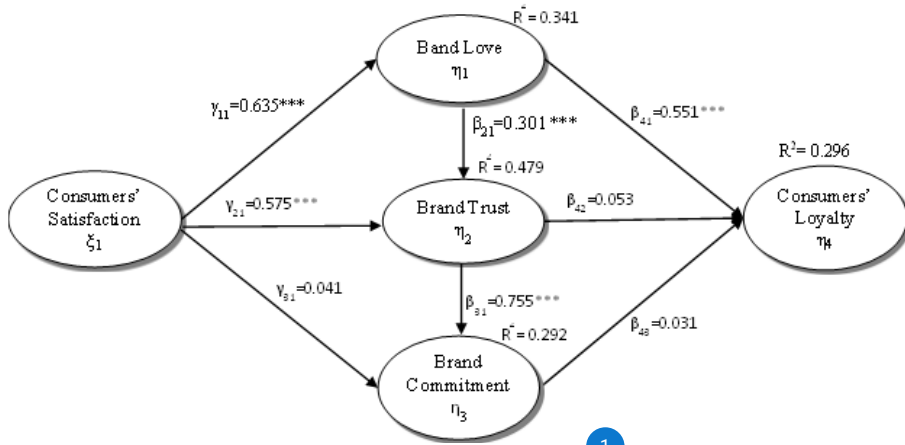 R² = 0.341
Band Love
η1
γ11=0.635***
β21=0.301***
β41=0.551***
R²= 0.296
R² = 0.479
Consumers'
Satisfaction
ξ1
γ21=0.575***
Brand Trust
η2
β42=0.053
Consumers'
Loyalty
η4
γ31=0.041
β31=0.755***
R² = 0.292
β43=0.031
Brand
Commitment
η3
1